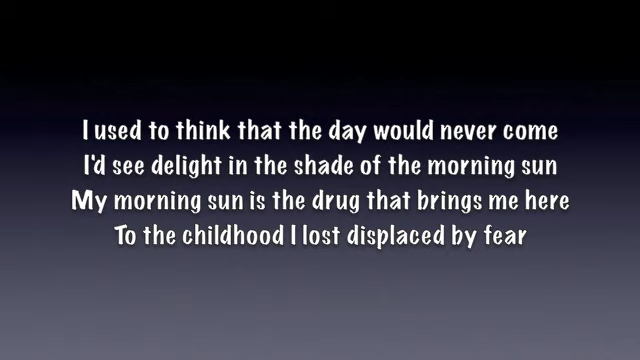 I used to think that the day would never come
I'd see delight in the shade of the morning sun
My morning sun is the drug that brings me here
To the childhood I lost displaced by fear